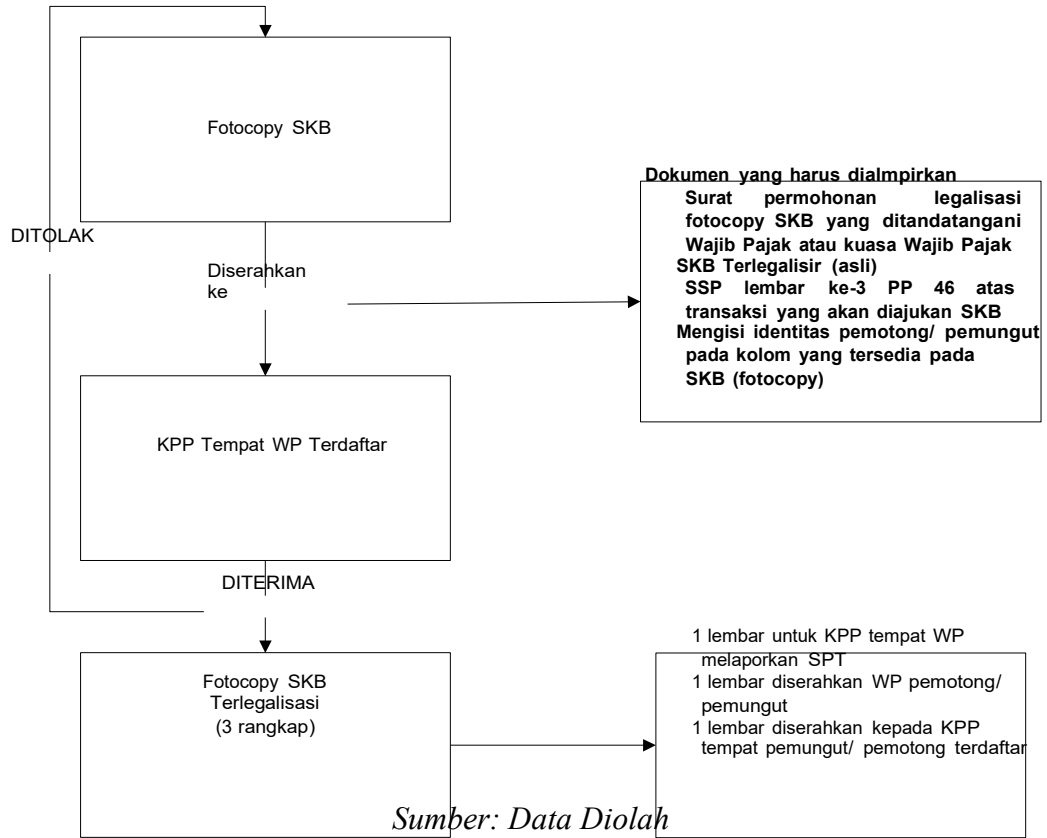 Fotocopy SKB
DITOLAK
Diserahkan
ke
Dokumen yang harus dialmpirkan
Surat permohonan legalisasi
fotocopy SKB yang ditandatangani
Wajib Pajak atau kuasa Wajib Pajak
SKB Terlegalisir (asli)
SSP lembar ke-3 PP 46 atas
transaksi yang akan diajukan SKB
Mengisi identitas pemotong/ pemungut
pada kolom yang tersedia pada
SKB (fotocopy)
KPP Tempat WP Terdaftar
DITERIMA
Fotocopy SKB
Terlegalisasi
(3 rangkap)
1 lembar untuk KPP tempat WP
melaporkan SPT
1 lembar diserahkan WP pemotong/
pemungut
1 lembar diserahkan kepada KPP
tempat pemungut/ pemotong terdaftar
Sumber: Data Diolah